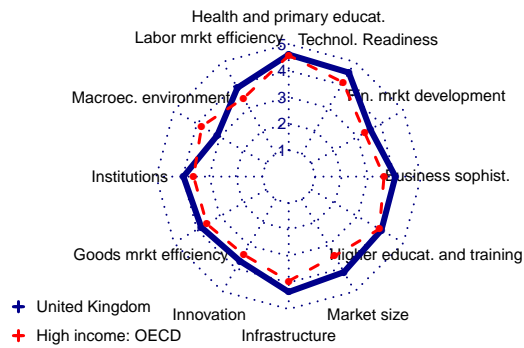 Health and primary educat.
Labor mrkt efficiency
Technol. Readiness
5
4
3
2
1
Macroec. environment
Fin. mrkt development
Institutions
Business sophist.
Goods mrkt efficiency
Higher educat. and training
Innovation
Market size
Infrastructure
United Kingdom
High income: OECD